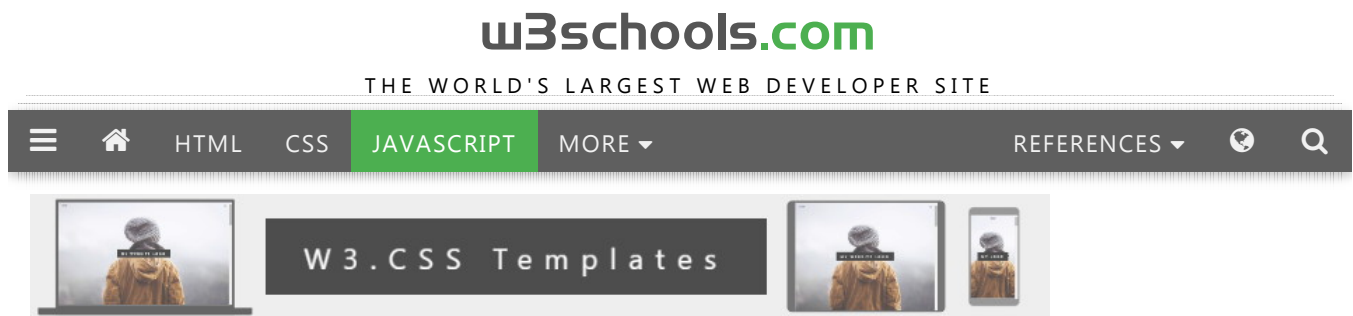 w3schools.com
THE WORLD'S LARGEST WEB DEVELOPER SITE
HTML CSS JAVASCRIPT MORE REFERENCES
W3.CSS Templates